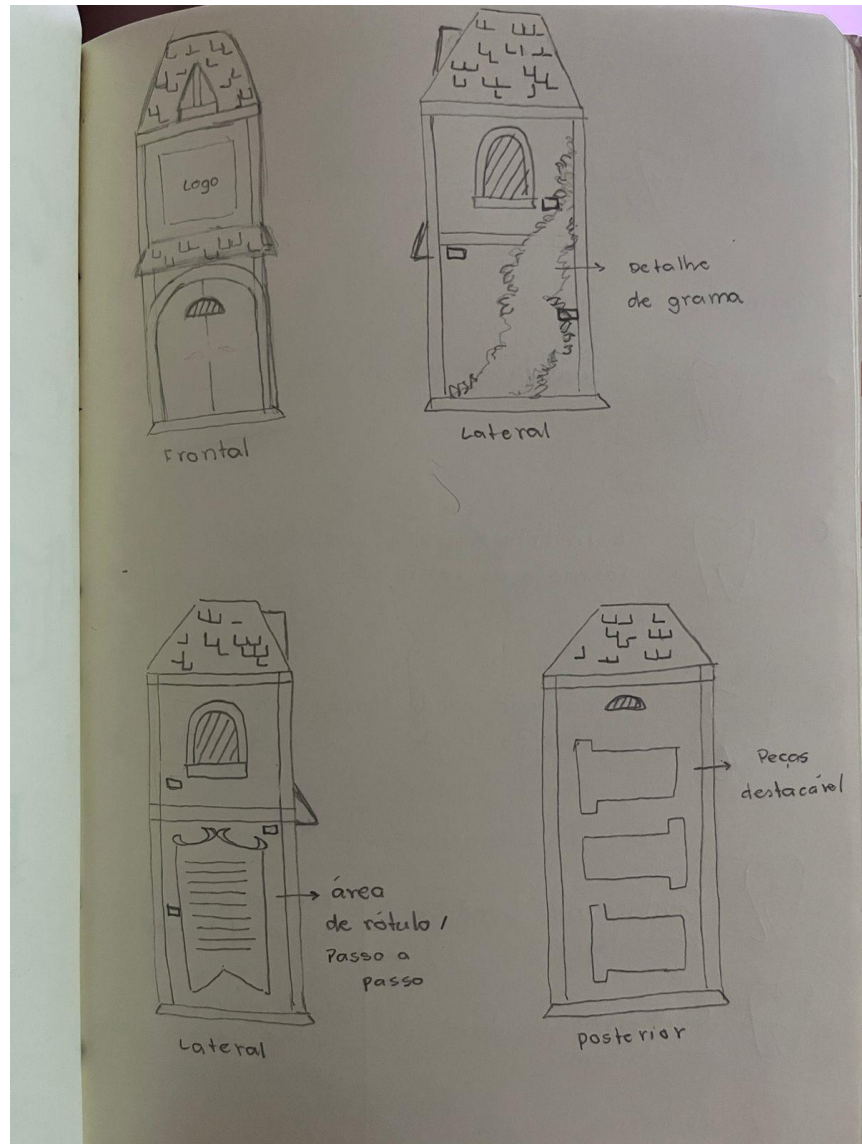 Logo
Frontal
Detalhe
de grama
Lateral
área
de rótulo /
Passo a
passo
Lateral
Peças
destacável
posterior